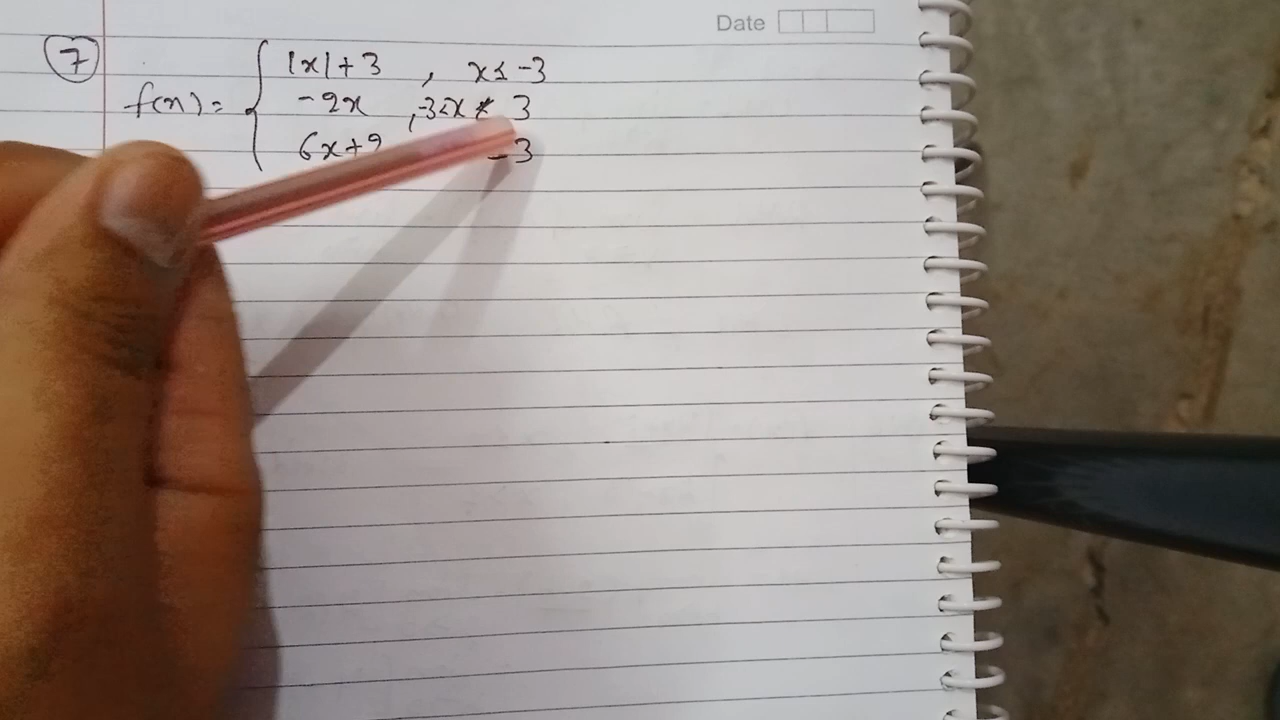 Date
7
|x|+3 , x≤ -3
f(x)= -2x , -3<x < 3
6x+2 3